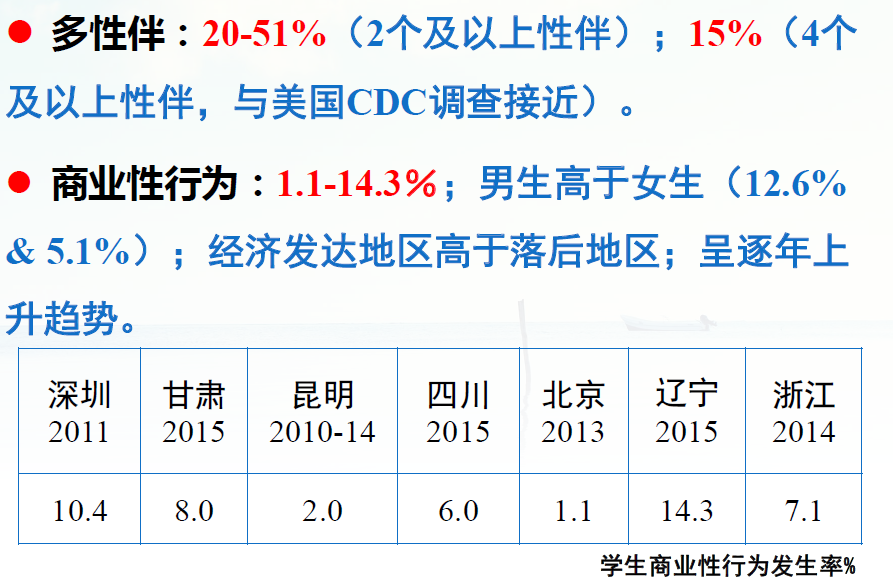 ● 多性伴：20-51%（2个及以上性伴）；15%（4个
及以上性伴，与美国CDC调查接近）。
● 商业性行为：1.1-14.3%；男生高于女生（12.6%
& 5.1%）；经济发达地区高于落后地区；呈逐年上
升趋势。
深圳 甘肃 昆明 四川 北京 辽宁 浙江
2011 2015 2010-14 2015 2013 2015 2014
10.4 8.0 2.0 6.0 1.1 14.3 7.1
学生商业性行为发生率%